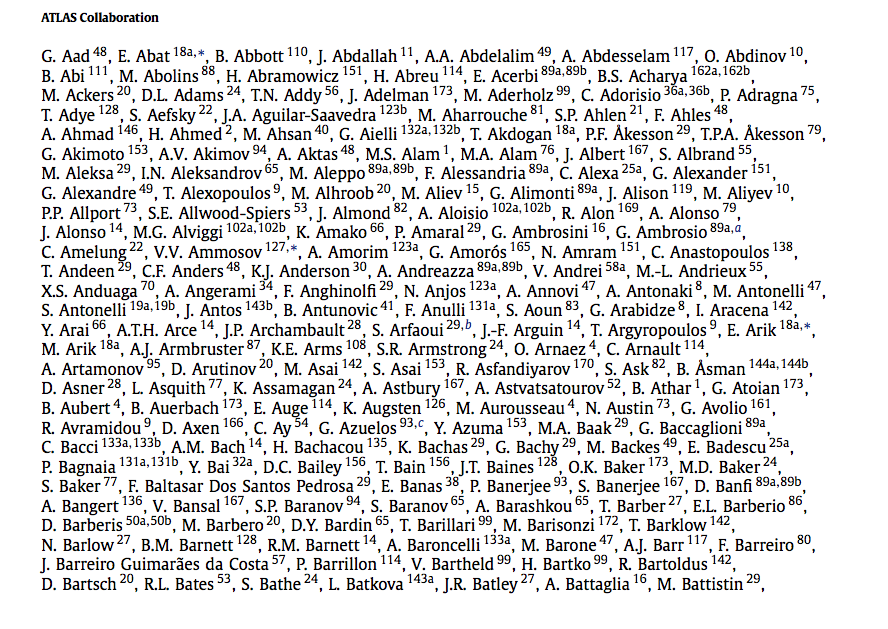 ATLAS Collaboration
G. Aad 48, E. Abat 18a,∗, B. Abbott 110, J. Abdallah 11, A.A. Abdelalim 49, A. Abdesselam 117, O. Abdinov 10,
B. Abi 111, M. Abolins 88, H. Abramowicz 151, H. Abreu 114, E. Acerbi 89a,89b, B.S. Acharya 162a,162b,
M. Ackers 20, D.L. Adams 24, T.N. Addy 56, J. Adelman 173, M. Aderholz 99, C. Adorisio 36a,36b, P. Adragna 75,
T. Adye 128, S. Aefsky 22, J.A. Aguilar-Saavedra 123b, M. Aharrouche 81, S.P. Ahlen 21, F. Ahles 48,
A. Ahmad 146, H. Ahmed 2, M. Ahsan 40, G. Aielli 132a,132b, T. Akdogan 18a, P.F. Åkesson 29, T.P.A. Åkesson 79,
G. Akimoto 153, A.V. Akimov 94, A. Aktas 48, M.S. Alam 1, M.A. Alam 76, J. Albert 167, S. Albrand 55,
M. Aleksa 29, I.N. Aleksandrov 65, M. Aleppo 89a,89b, F. Alessandria 89a, C. Alexa 25a, G. Alexander 151,
G. Alexandre 49, T. Alexopoulos 9, M. Alhroob 20, M. Aliev 15, G. Alimonti 89a, J. Alison 119, M. Aliyev 10,
P.P. Allport 73, S.E. Allwood-Spiers 53, J. Almond 82, A. Aloisio 102a,102b, R. Alon 169, A. Alonso 79,
J. Alonso 14, M.G. Alviggi 102a,102b, K. Amako 66, P. Amaral 29, G. Ambrosini 16, G. Ambrosio 89a,a,
C. Amelung 22, V.V. Ammosov 127,∗, A. Amorim 123a, G. Amorós 165, N. Amram 151, C. Anastopoulos 138,
T. Andeen 29, C.F. Anders 48, K.J. Anderson 30, A. Andreazza 89a,89b, V. Andrei 58a, M.-L. Andrieux 55,
X.S. Anduaga 70, A. Angerami 34, F. Anghinolfi 29, N. Anjos 123a, A. Annovi 47, A. Antonaki 8, M. Antonelli 47,
S. Antonelli 19a,19b, J. Antos 143b, B. Antunovic 41, F. Anulli 131a, S. Aoun 83, G. Arabidze 8, I. Aracena 142,
Y. Arai 66, A.T.H. Arce 14, J.P. Archambault 28, S. Arfaoui 29,b, J.-F. Arguin 14, T. Argyropoulos 9, E. Arik 18a,∗,
M. Arik 18a, A.J. Armbruster 87, K.E. Arms 108, S.R. Armstrong 24, O. Arnaez 4, C. Arnault 114,
A. Artamonov 95, D. Arutinov 20, M. Asai 142, S. Asai 153, R. Asfandiyarov 170, S. Ask 82, B. Åsman 144a,144b,
D. Asner 28, L. Asquith 77, K. Assamagan 24, A. Astbury 167, A. Astvatsatourov 52, B. Athar 1, G. Atoian 173,
B. Aubert 4, B. Auerbach 173, E. Auge 114, K. Augsten 126, M. Aurousseau 4, N. Austin 73, G. Avolio 161,
R. Avramidou 9, D. Axen 166, C. Ay 54, G. Azuelos 93,c, Y. Azuma 153, M.A. Baak 29, G. Baccaglioni 89a,
C. Bacci 133a,133b, A.M. Bach 14, H. Bachacou 135, K. Bachas 29, G. Bachy 29, M. Backes 49, E. Badescu 25a,
P. Bagnaia 131a,131b, Y. Bai 32a, D.C. Bailey 156, T. Bain 156, J.T. Baines 128, O.K. Baker 173, M.D. Baker 24,
S. Baker 77, F. Baltasar Dos Santos Pedrosa 29, E. Banas 38, P. Banerjee 93, S. Banerjee 167, D. Banfi 89a,89b,
A. Bangert 136, V. Bansal 167, S.P. Baranov 94, S. Baranov 65, A. Barashkou 65, T. Barber 27, E.L. Barberio 86,
D. Barberis 50a,50b, M. Barbero 20, D.Y. Bardin 65, T. Barillari 99, M. Barisonzi 172, T. Barklow 142,
N. Barlow 27, B.M. Barnett 128, R.M. Barnett 14, A. Baroncelli 133a, M. Barone 47, A.J. Barr 117, F. Barreiro 80,
J. Barreiro Guimarães da Costa 57, P. Barrillon 114, V. Bartheld 99, H. Bartko 99, R. Bartoldus 142,
D. Bartsch 20, R.L. Bates 53, S. Bathe 24, L. Batkova 143a, J.R. Batley 27, A. Battaglia 16, M. Battistin 29,